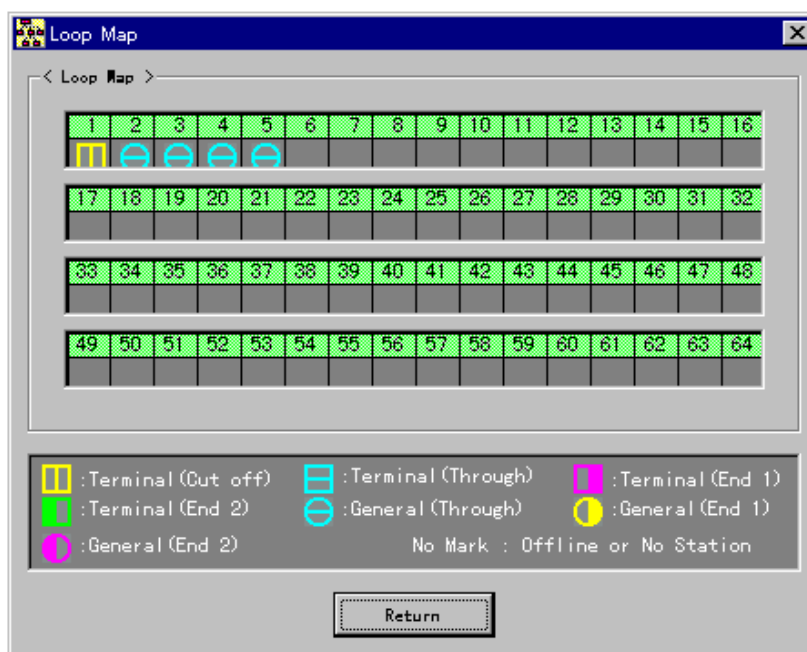 Loop Map
< Loop Map >
1 2 3 4 5 6 7 8 9 10 11 12 13 14 15 16
17 18 19 20 21 22 23 24 25 26 27 28 29 30 31 32
33 34 35 36 37 38 39 40 41 42 43 44 45 46 47 48
49 50 51 52 53 54 55 56 57 58 59 60 61 62 63 64
:Terminal(Cut off) :Terminal(Through) :Terminal(End 1)
:Terminal(End 2) :General(Through) :General(End 1)
:General(End 2) No Mark : Offline or No Station
Return